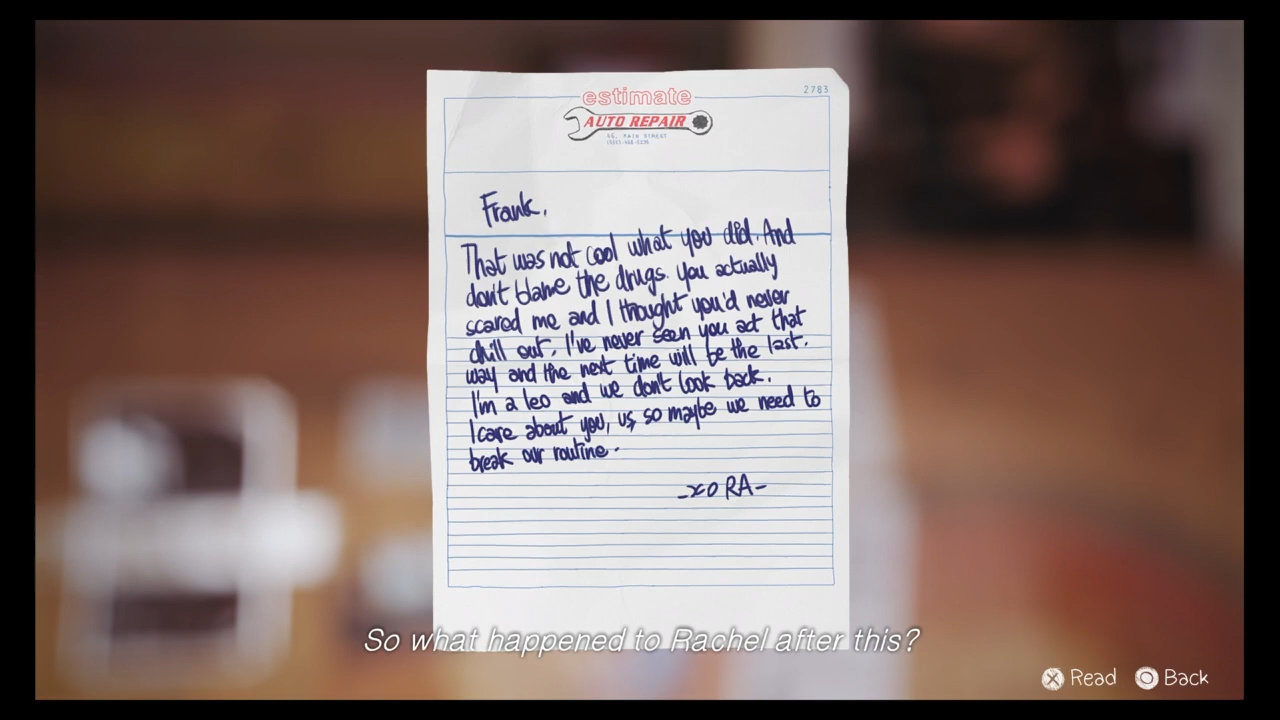 2783
estimate
AUTO REPAIR
Frank,
That was not cool what you did. And
don't blame the drugs. You actually
scared me and I thought you'd never
chill out. I've never seen you act that
way and the next time will be the last.
I'm a leo and we don't look back.
I care about you, us, so maybe we need to
break our routine.
-xo RA-
So what happened to Rachel after this?
Read
Back